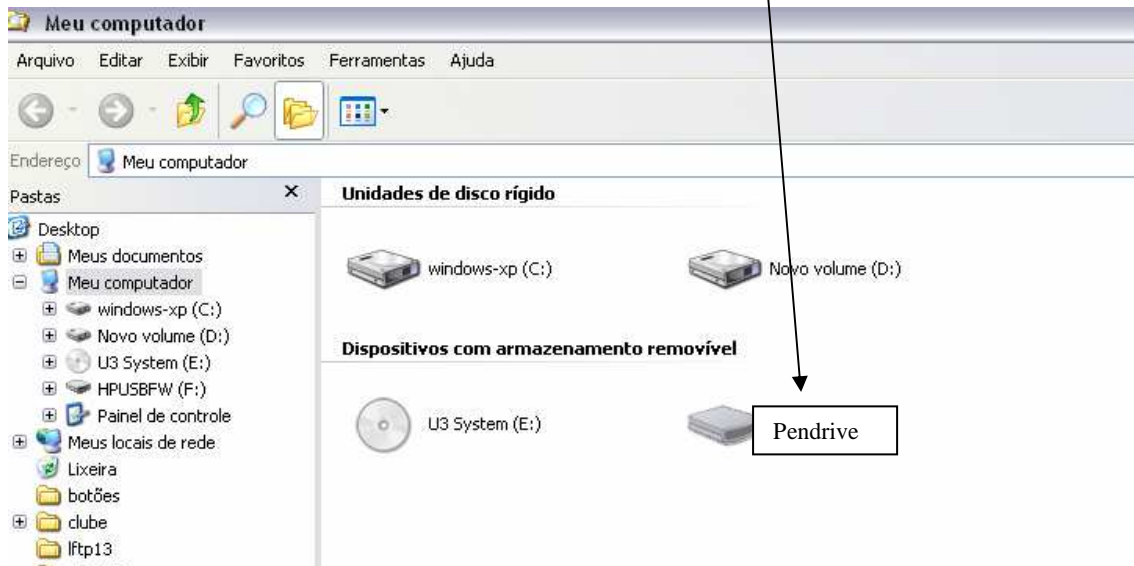 Meu computador
Arquivo Editar Exibir Favoritos Ferramentas Ajuda
Endereço Meu computador
Pastas
Desktop
Meus documentos
Meu computador
windows-xp (C:)
Novo volume (D:)
U3 System (E:)
HPUSBFW (F:)
Painel de controle
Meus locais de rede
Lixeira
botões
clube
lftp13
Unidades de disco rígido
windows-xp (C:)
Novo volume (D:)
Dispositivos com armazenamento removível
U3 System (E:)
Pendrive